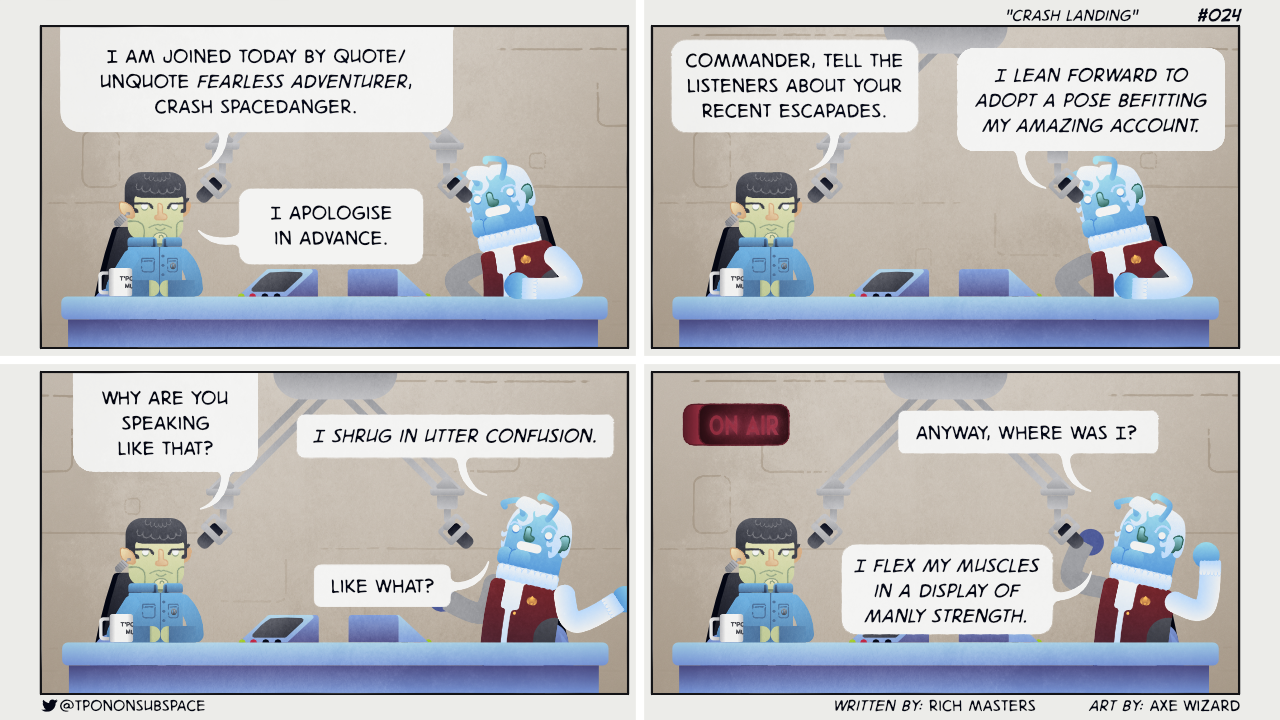 "CRASH LANDING" #024
I AM JOINED TODAY BY QUOTE/
UNQUOTE FEARLESS ADVENTURER,
CRASH SPACEDANGER.
I APOLOGISE
IN ADVANCE.
COMMANDER, TELL THE
LISTENERS ABOUT YOUR
RECENT ESCAPADES.
I LEAN FORWARD TO
ADOPT A POSE BEFITTING
MY AMAZING ACCOUNT.
WHY ARE YOU
SPEAKING
LIKE THAT?
I SHRUG IN UTTER CONFUSION.
LIKE WHAT?
ON AIR
ANYWAY, WHERE WAS I?
I FLEX MY MUSCLES
IN A DISPLAY OF
MANLY STRENGTH.
@TPONONSUBSPACE
WRITTEN BY: RICH MASTERS ART BY: AXE WIZARD